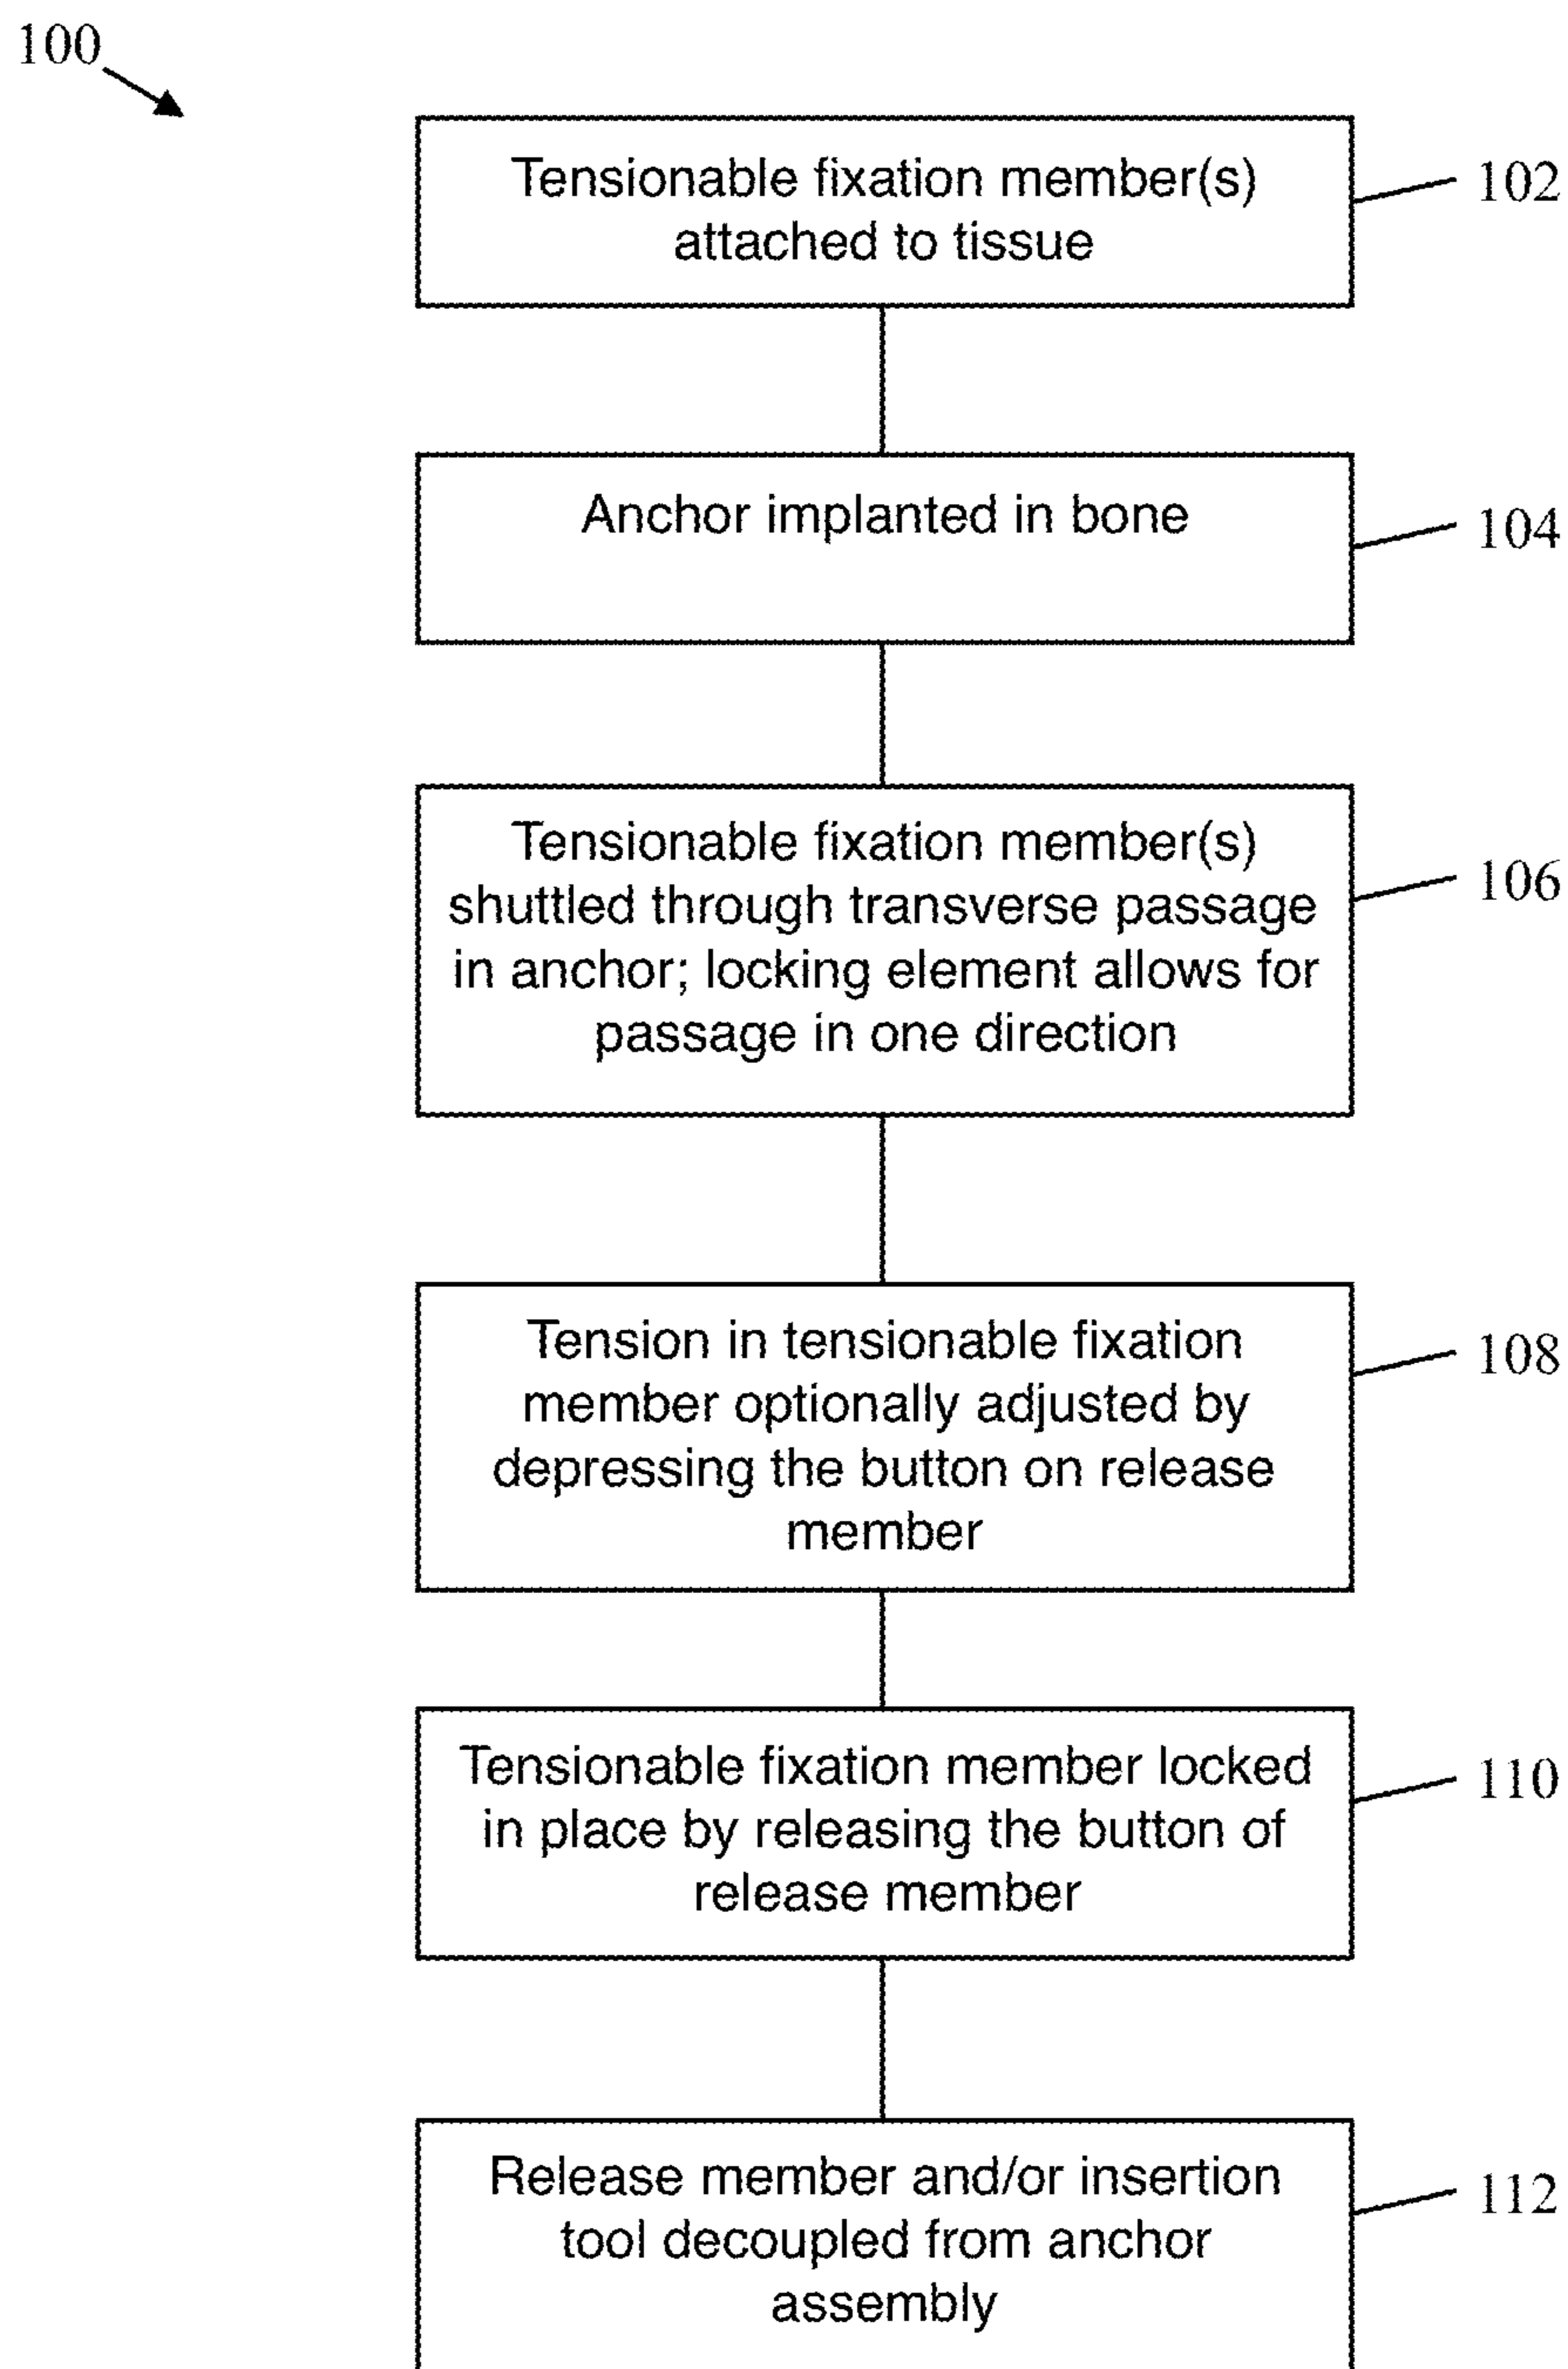 100
Tensionable fixation member(s)
attached to tissue
102
Anchor implanted in bone
104
Tensionable fixation member(s)
shuttled through transverse passage
in anchor; locking element allows for
passage in one direction
106
Tension in tensionable fixation
member optionally adjusted by
depressing the button on release
member
108
Tensionable fixation member locked
in place by releasing the button of
release member
110
Release member and/or insertion
tool decoupled from anchor
assembly
112